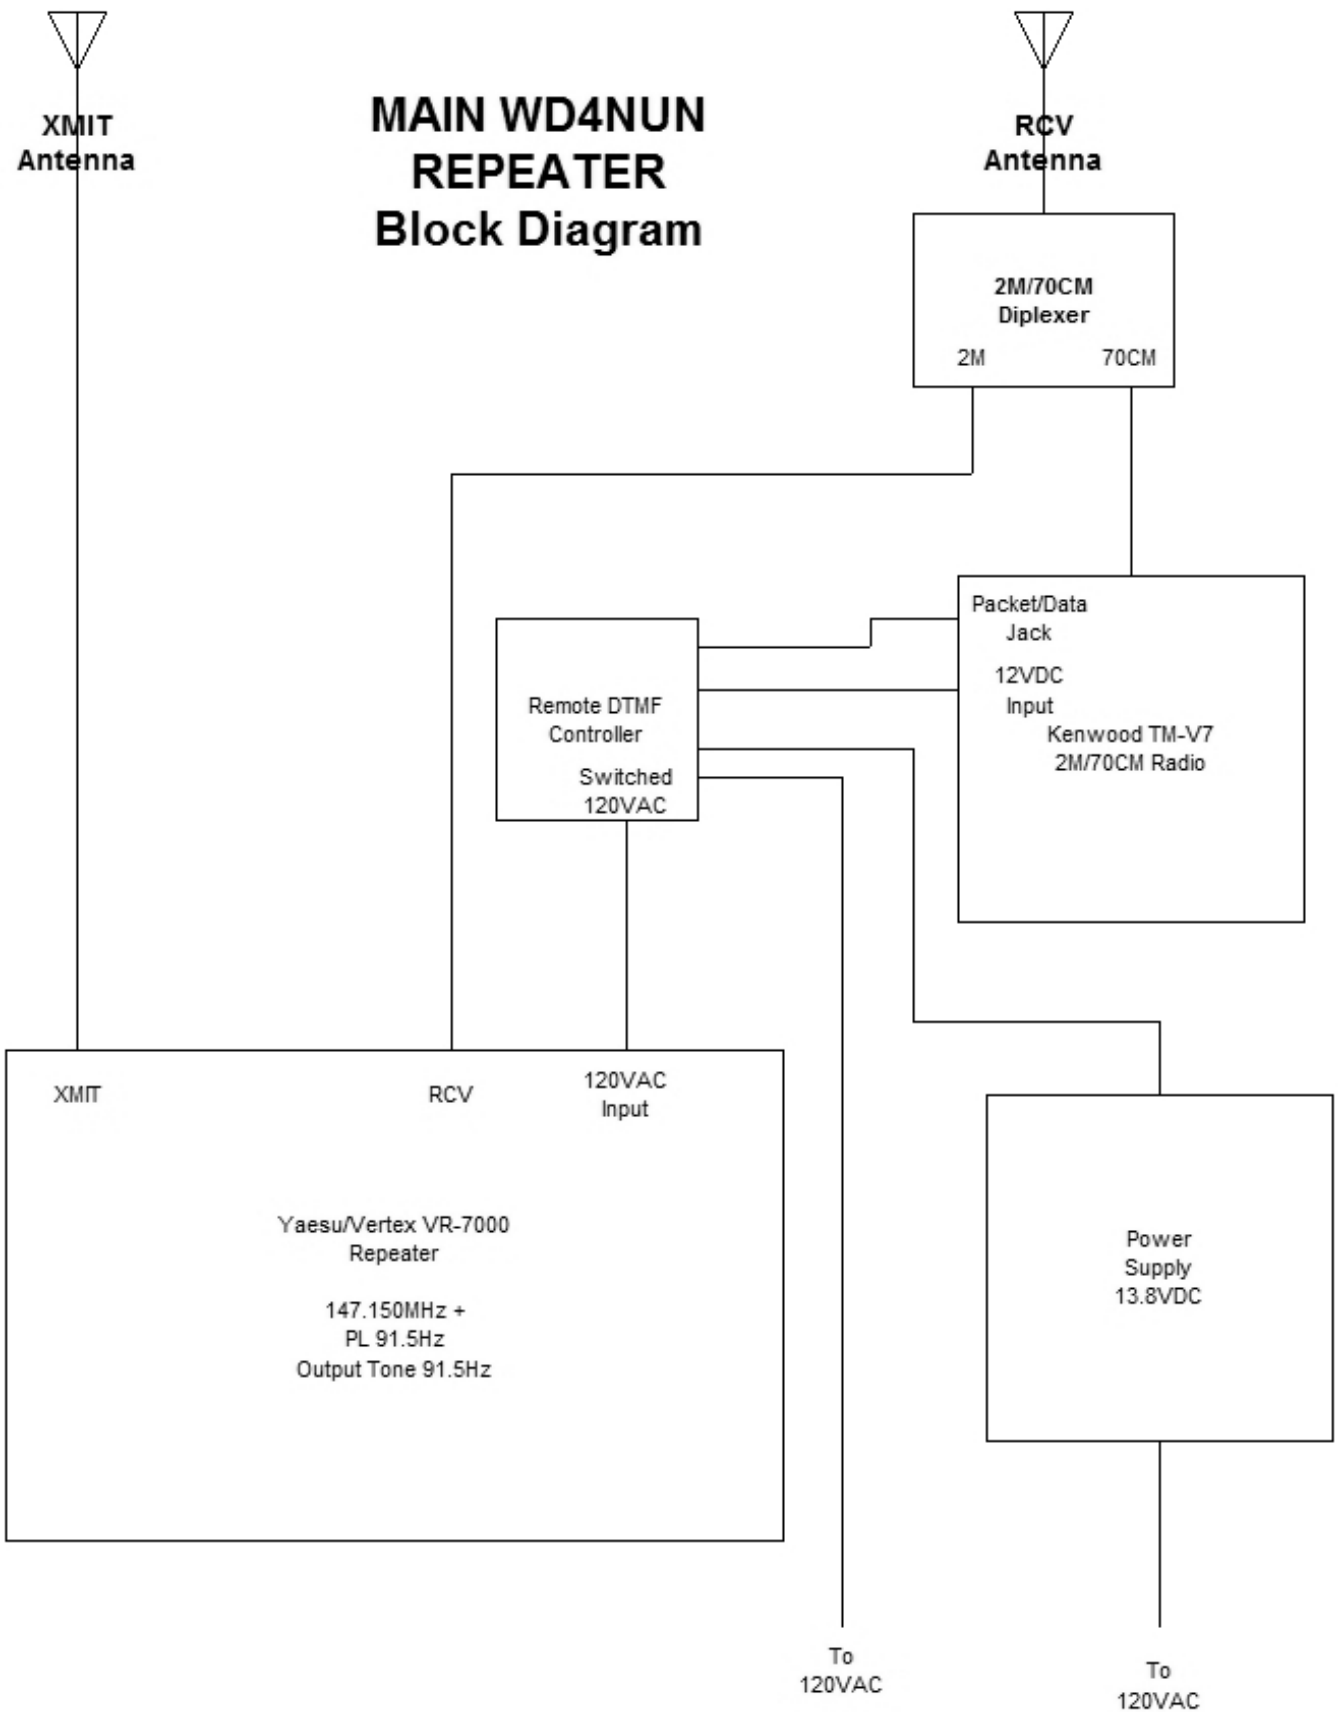 XMIT
Antenna
MAIN WD4NUN
REPEATER
Block Diagram
RCV
Antenna
2M/70CM
Diplexer
2M
70CM
Packet/Data
Jack
12VDC
Input
Kenwood TM-V7
2M/70CM Radio
Remote DTMF
Controller
Switched
120VAC
XMIT
RCV
120VAC
Input
Yaesu/Vertex VR-7000
Repeater
147.150MHz +
PL 91.5Hz
Output Tone 91.5Hz
Power
Supply
13.8VDC
To
120VAC
To
120VAC